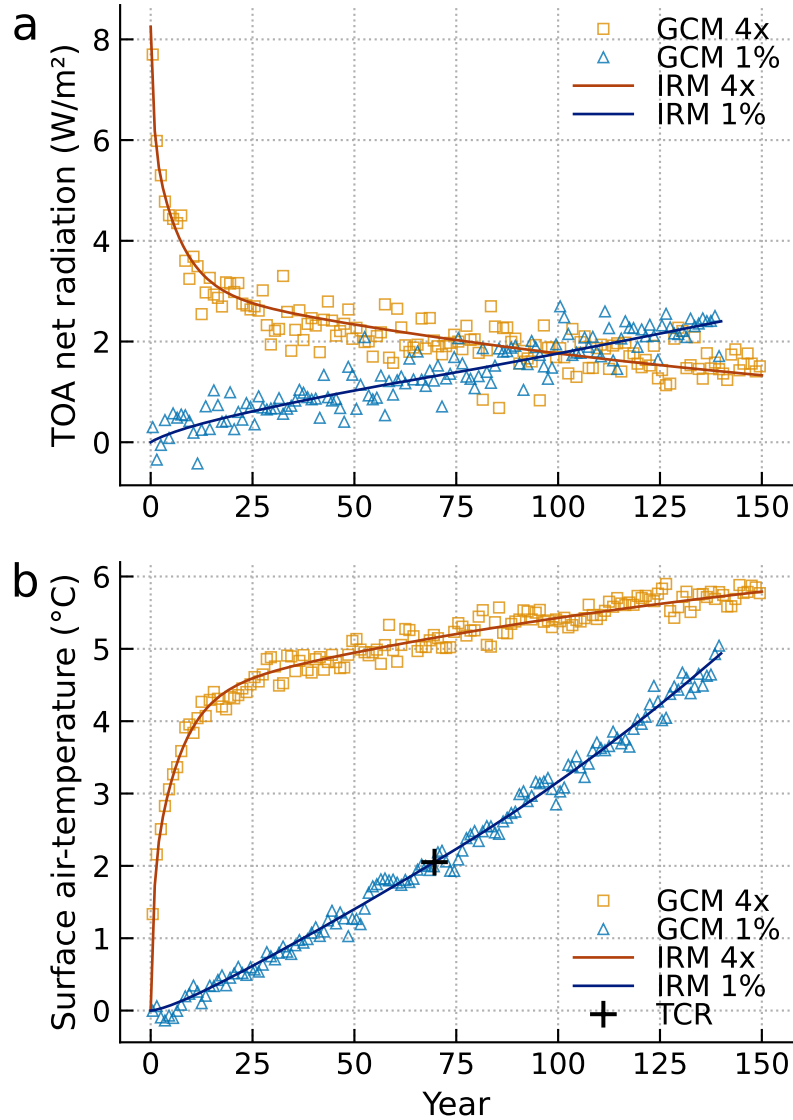 a
TOA net radiation (W/m²)
8
6
4
2
0
GCM 4x
GCM 1%
IRM 4x
IRM 1%
0 25 50 75 100 125 150
b
Surface air-temperature (°C)
6
5
4
3
2
1
0
GCM 4x
GCM 1%
IRM 4x
IRM 1%
TCR
0 25 50 75 100 125 150
Year